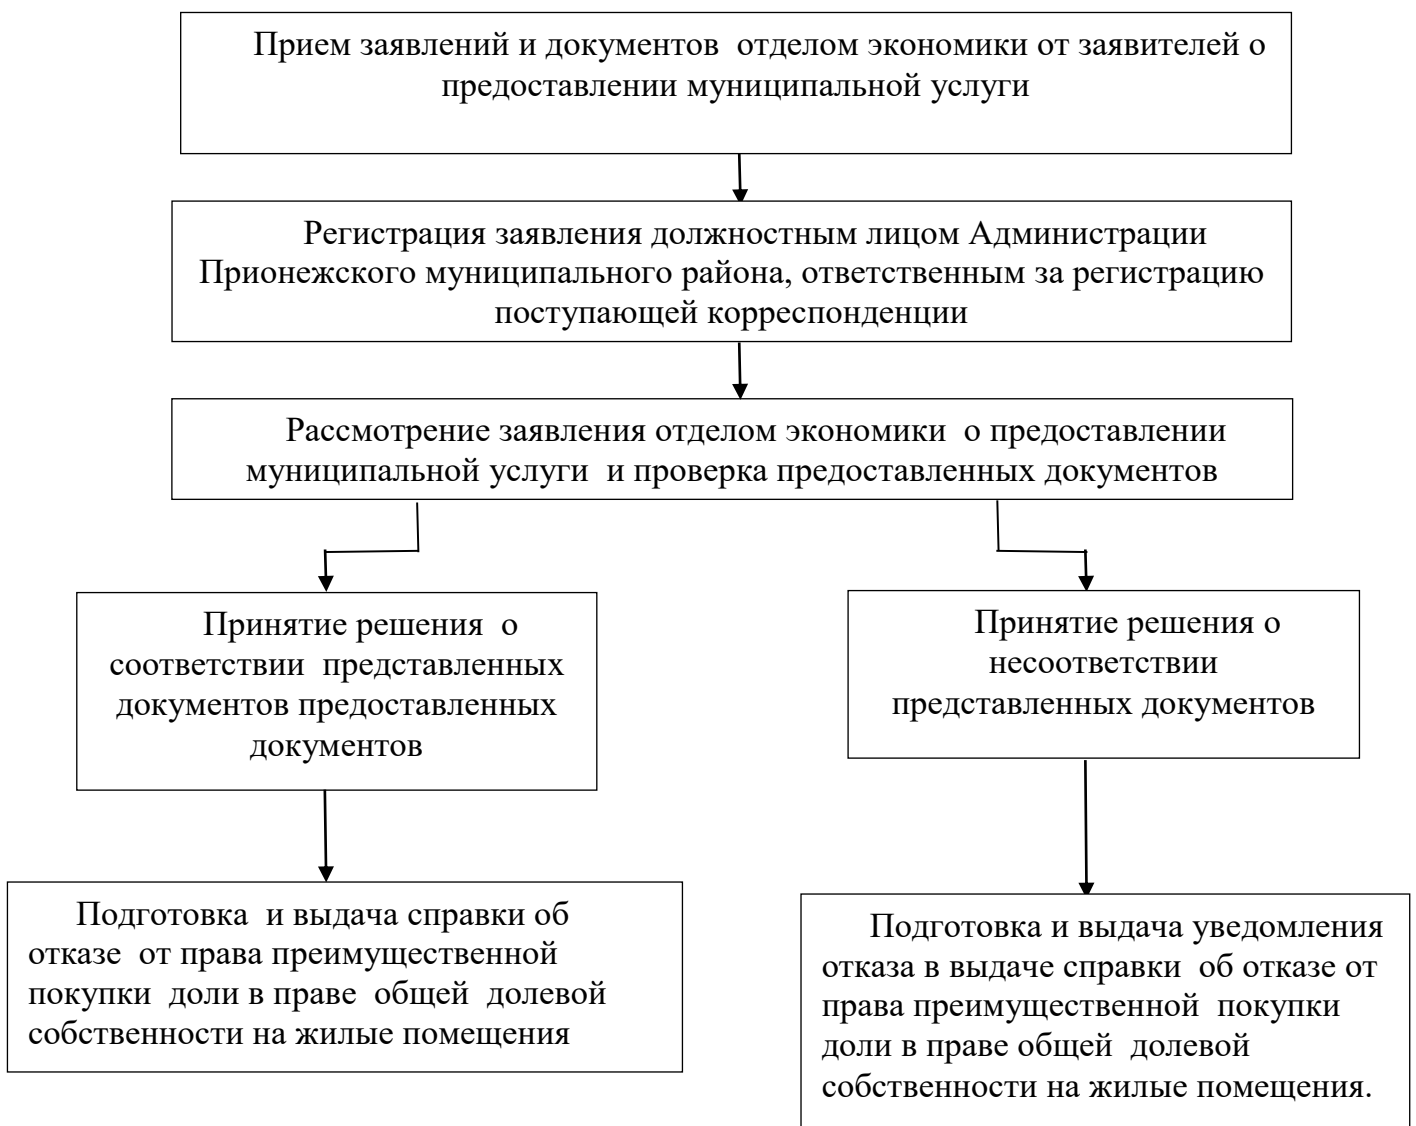 Прием заявлений и документов отделом экономики от заявителей о
предоставлении муниципальной услуги
Регистрация заявления должностным лицом Администрации
Прионежского муниципального района, ответственным за регистрацию
поступающей корреспонденции
Рассмотрение заявления отделом экономики о предоставлении
муниципальной услуги и проверка предоставленных документов
Принятие решения о
соответствии представленных
документов предоставленных
документов
Принятие решения о
несоответствии
представленных документов
Подготовка и выдача справки об
отказе от права преимущественной
покупки доли в праве общей долевой
собственности на жилые помещения
Подготовка и выдача уведомления
отказа в выдаче справки об отказе от
права преимущественной покупки
доли в праве общей долевой
собственности на жилые помещения.